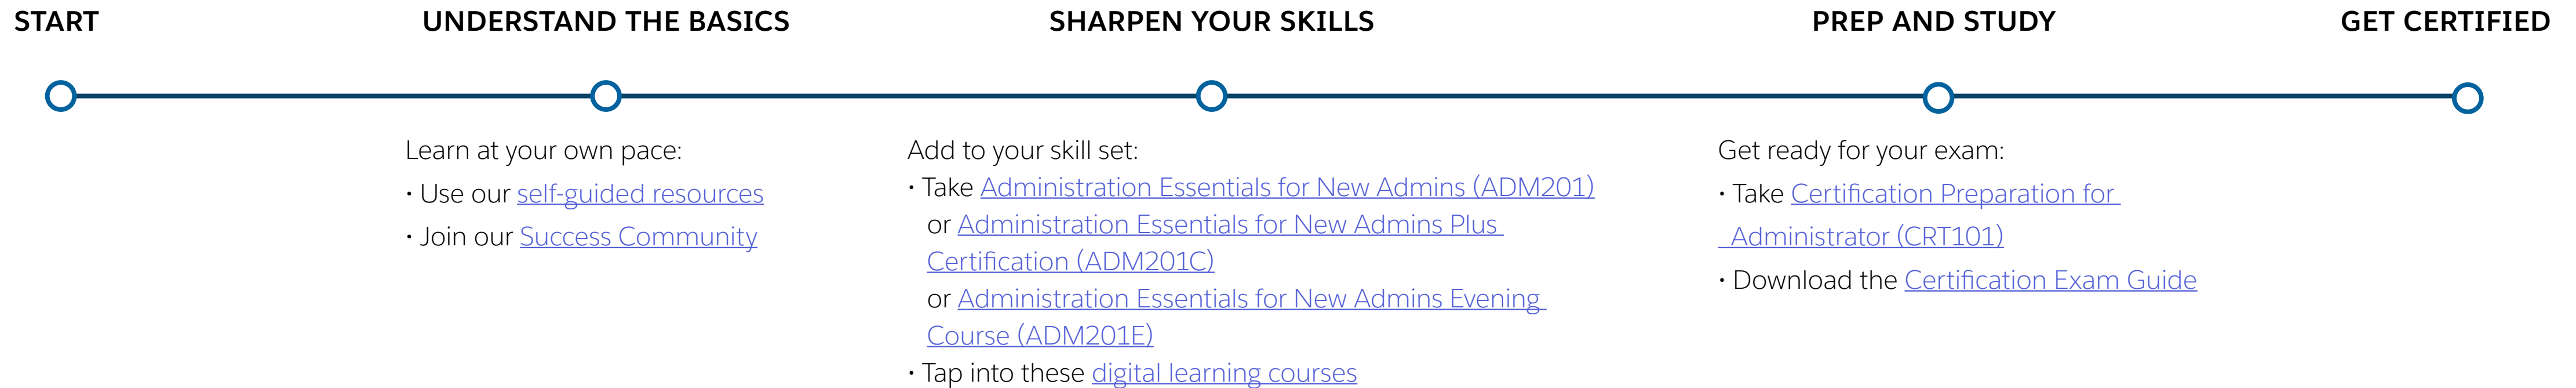 START
UNDERSTAND THE BASICS
SHARPEN YOUR SKILLS
PREP AND STUDY
GET CERTIFIED
Learn at your own pace:
· Use our self-guided resources
· Join our Success Community
Add to your skill set:
· Take Administration Essentials for New Admins (ADM201)
or Administration Essentials for New Admins Plus
Certification (ADM201C)
or Administration Essentials for New Admins Evening
Course (ADM201E)
· Tap into these digital learning courses
Get ready for your exam:
· Take Certification Preparation for
Administrator (CRT101)
· Download the Certification Exam Guide